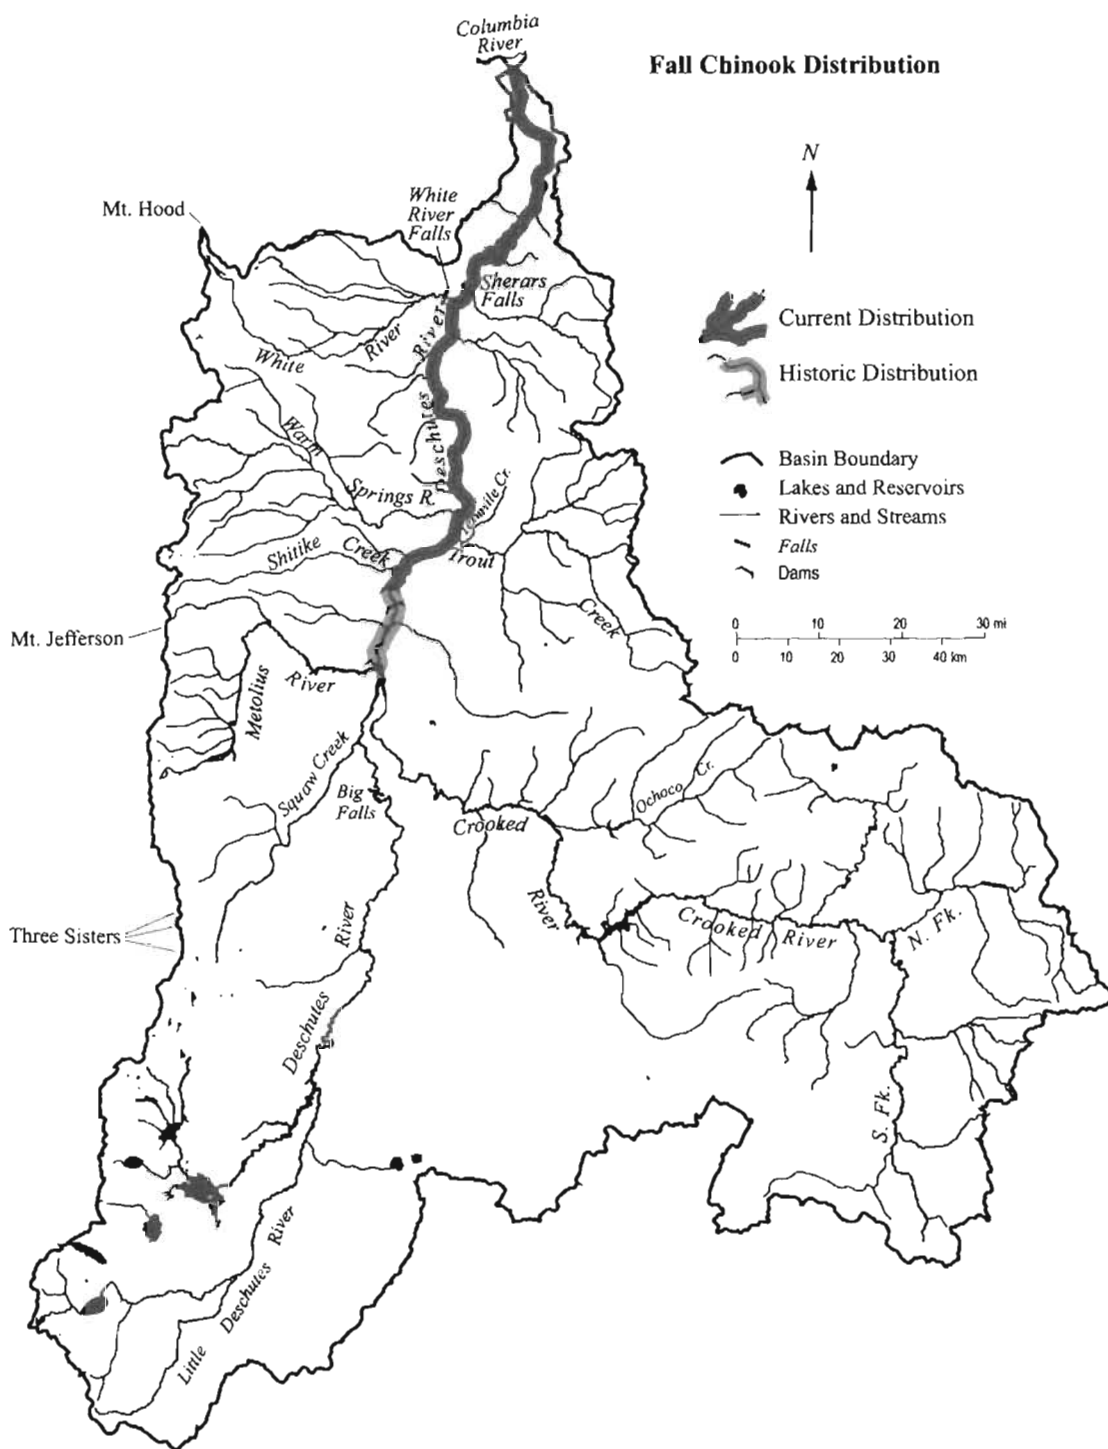 Columbia
River
Fall Chinook Distribution
N
White
River
Falls
Mt. Hood
Sherars
Falls
Current Distribution
Historic Distribution
White
River
Deschutes
River
Basin Boundary
Lakes and Reservoirs
Rivers and Streams
Falls
Dams
Warm
Springs R.
Tenmile Cr.
Trout
Creek
Shitike
Creek
0 10 20 30 mi
0 10 20 30 40 km
Mt. Jefferson
Metolius
River
Squaw Creek
Big
Falls
Ochoco Cr.
Crooked
River
Crooked River
N. Fk.
Three Sisters
Deschutes
River
S. Fk.
Little Deschutes River